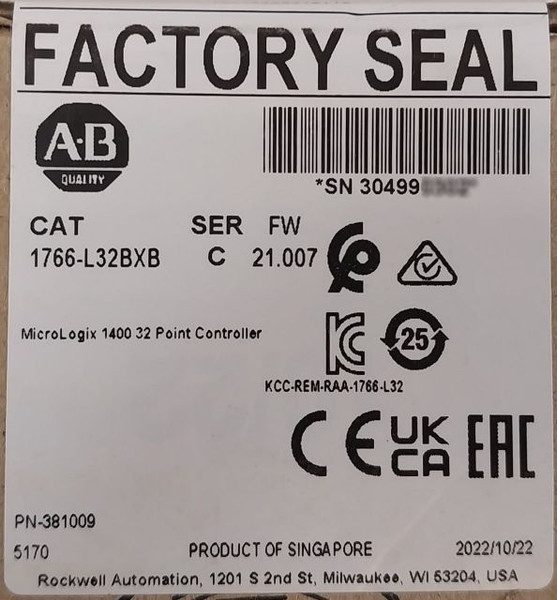 FACTORY SEAL
A-B
QUALITY
*SN 30499
CAT SER FW
1766-L32BXB C 21.007
MicroLogix 1400 32 Point Controller
25
KCC-REM-RAA-1766-L32
CE UK CA EAC
PN-381009
5170 PRODUCT OF SINGAPORE 2022/10/22
Rockwell Automation, 1201 S 2nd St, Milwaukee, WI 53204, USA